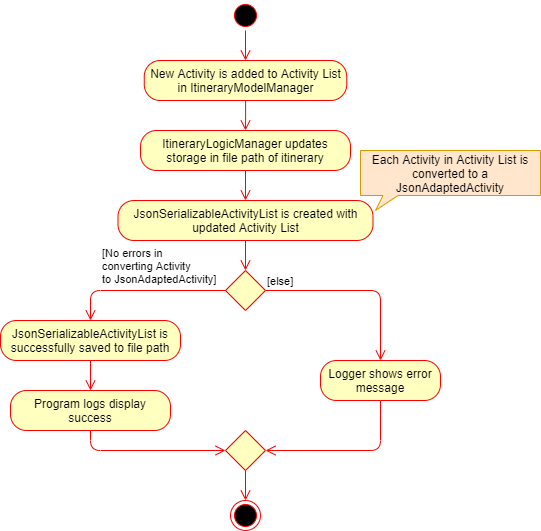 New Activity is added to Activity List
in ItineraryModelManager
ItineraryLogicManager updates
storage in file path of itinerary
Each Activity in Activity List is
converted to a
JsonAdaptedActivity
JsonSerializableActivityList is created with
updated Activity List
[No errors in
converting Activity
to JsonAdaptedActivity]
[else]
JsonSerializableActivityList is
successfully saved to file path
Logger shows error
message
Program logs display
success